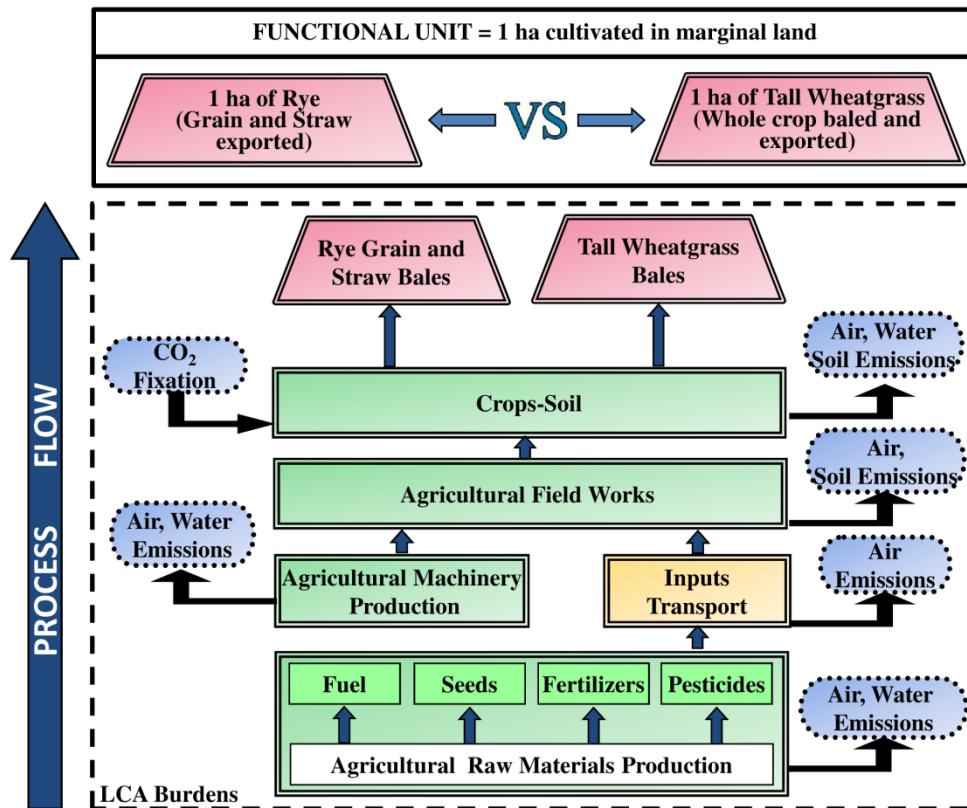 FUNCTIONAL UNIT = 1 ha cultivated in marginal land
1 ha of Rye
(Grain and Straw
exported)
VS
1 ha of Tall Wheatgrass
(Whole crop baled and
exported)
PROCESS FLOW
Rye Grain and
Straw Bales
Tall Wheatgrass
Bales
CO₂
Fixation
Air, Water
Soil Emissions
Crops-Soil
Air,
Soil Emissions
Agricultural Field Works
Air, Water
Emissions
Agricultural Machinery
Production
Inputs
Transport
Air
Emissions
Fuel
Seeds
Fertilizers
Pesticides
Air, Water
Emissions
Agricultural Raw Materials Production
LCA Burdens